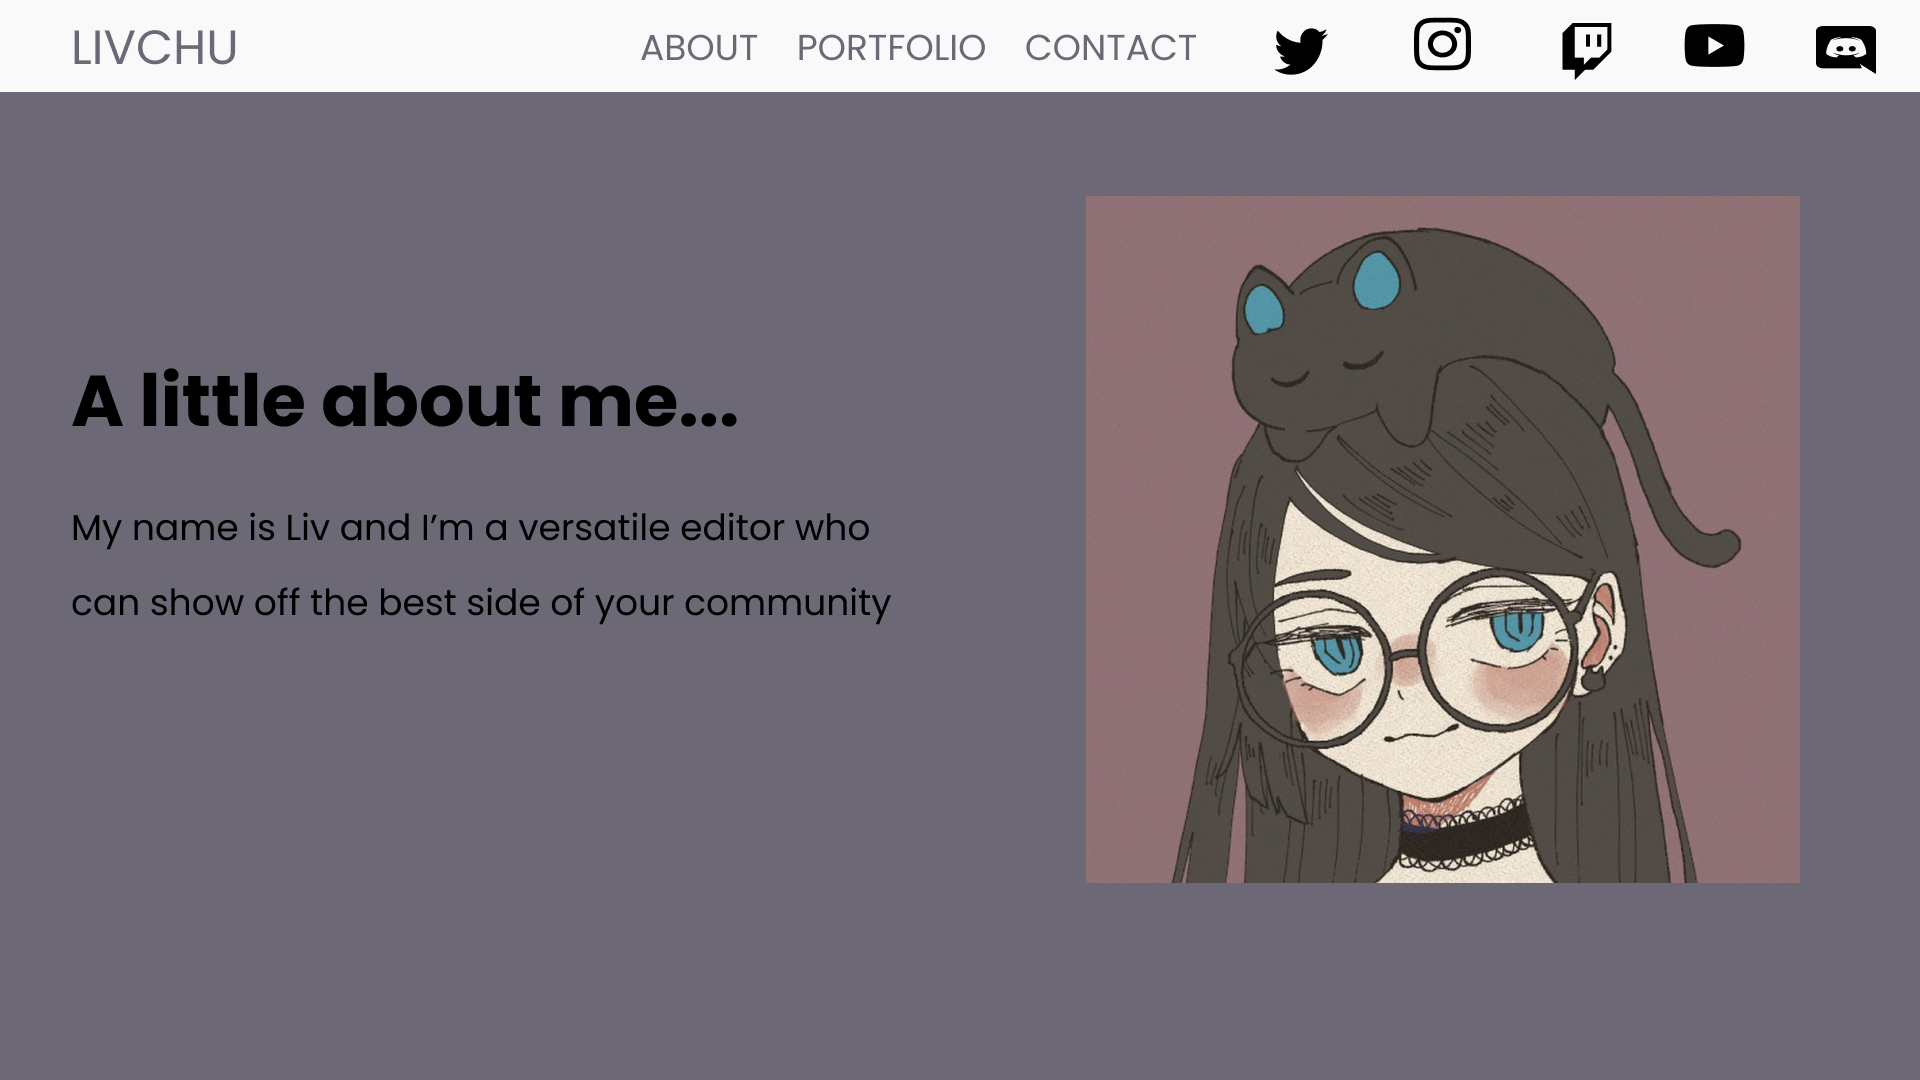 LIVCHU
ABOUT PORTFOLIO CONTACT
A little about me...
My name is Liv and I’m a versatile editor who
can show off the best side of your community